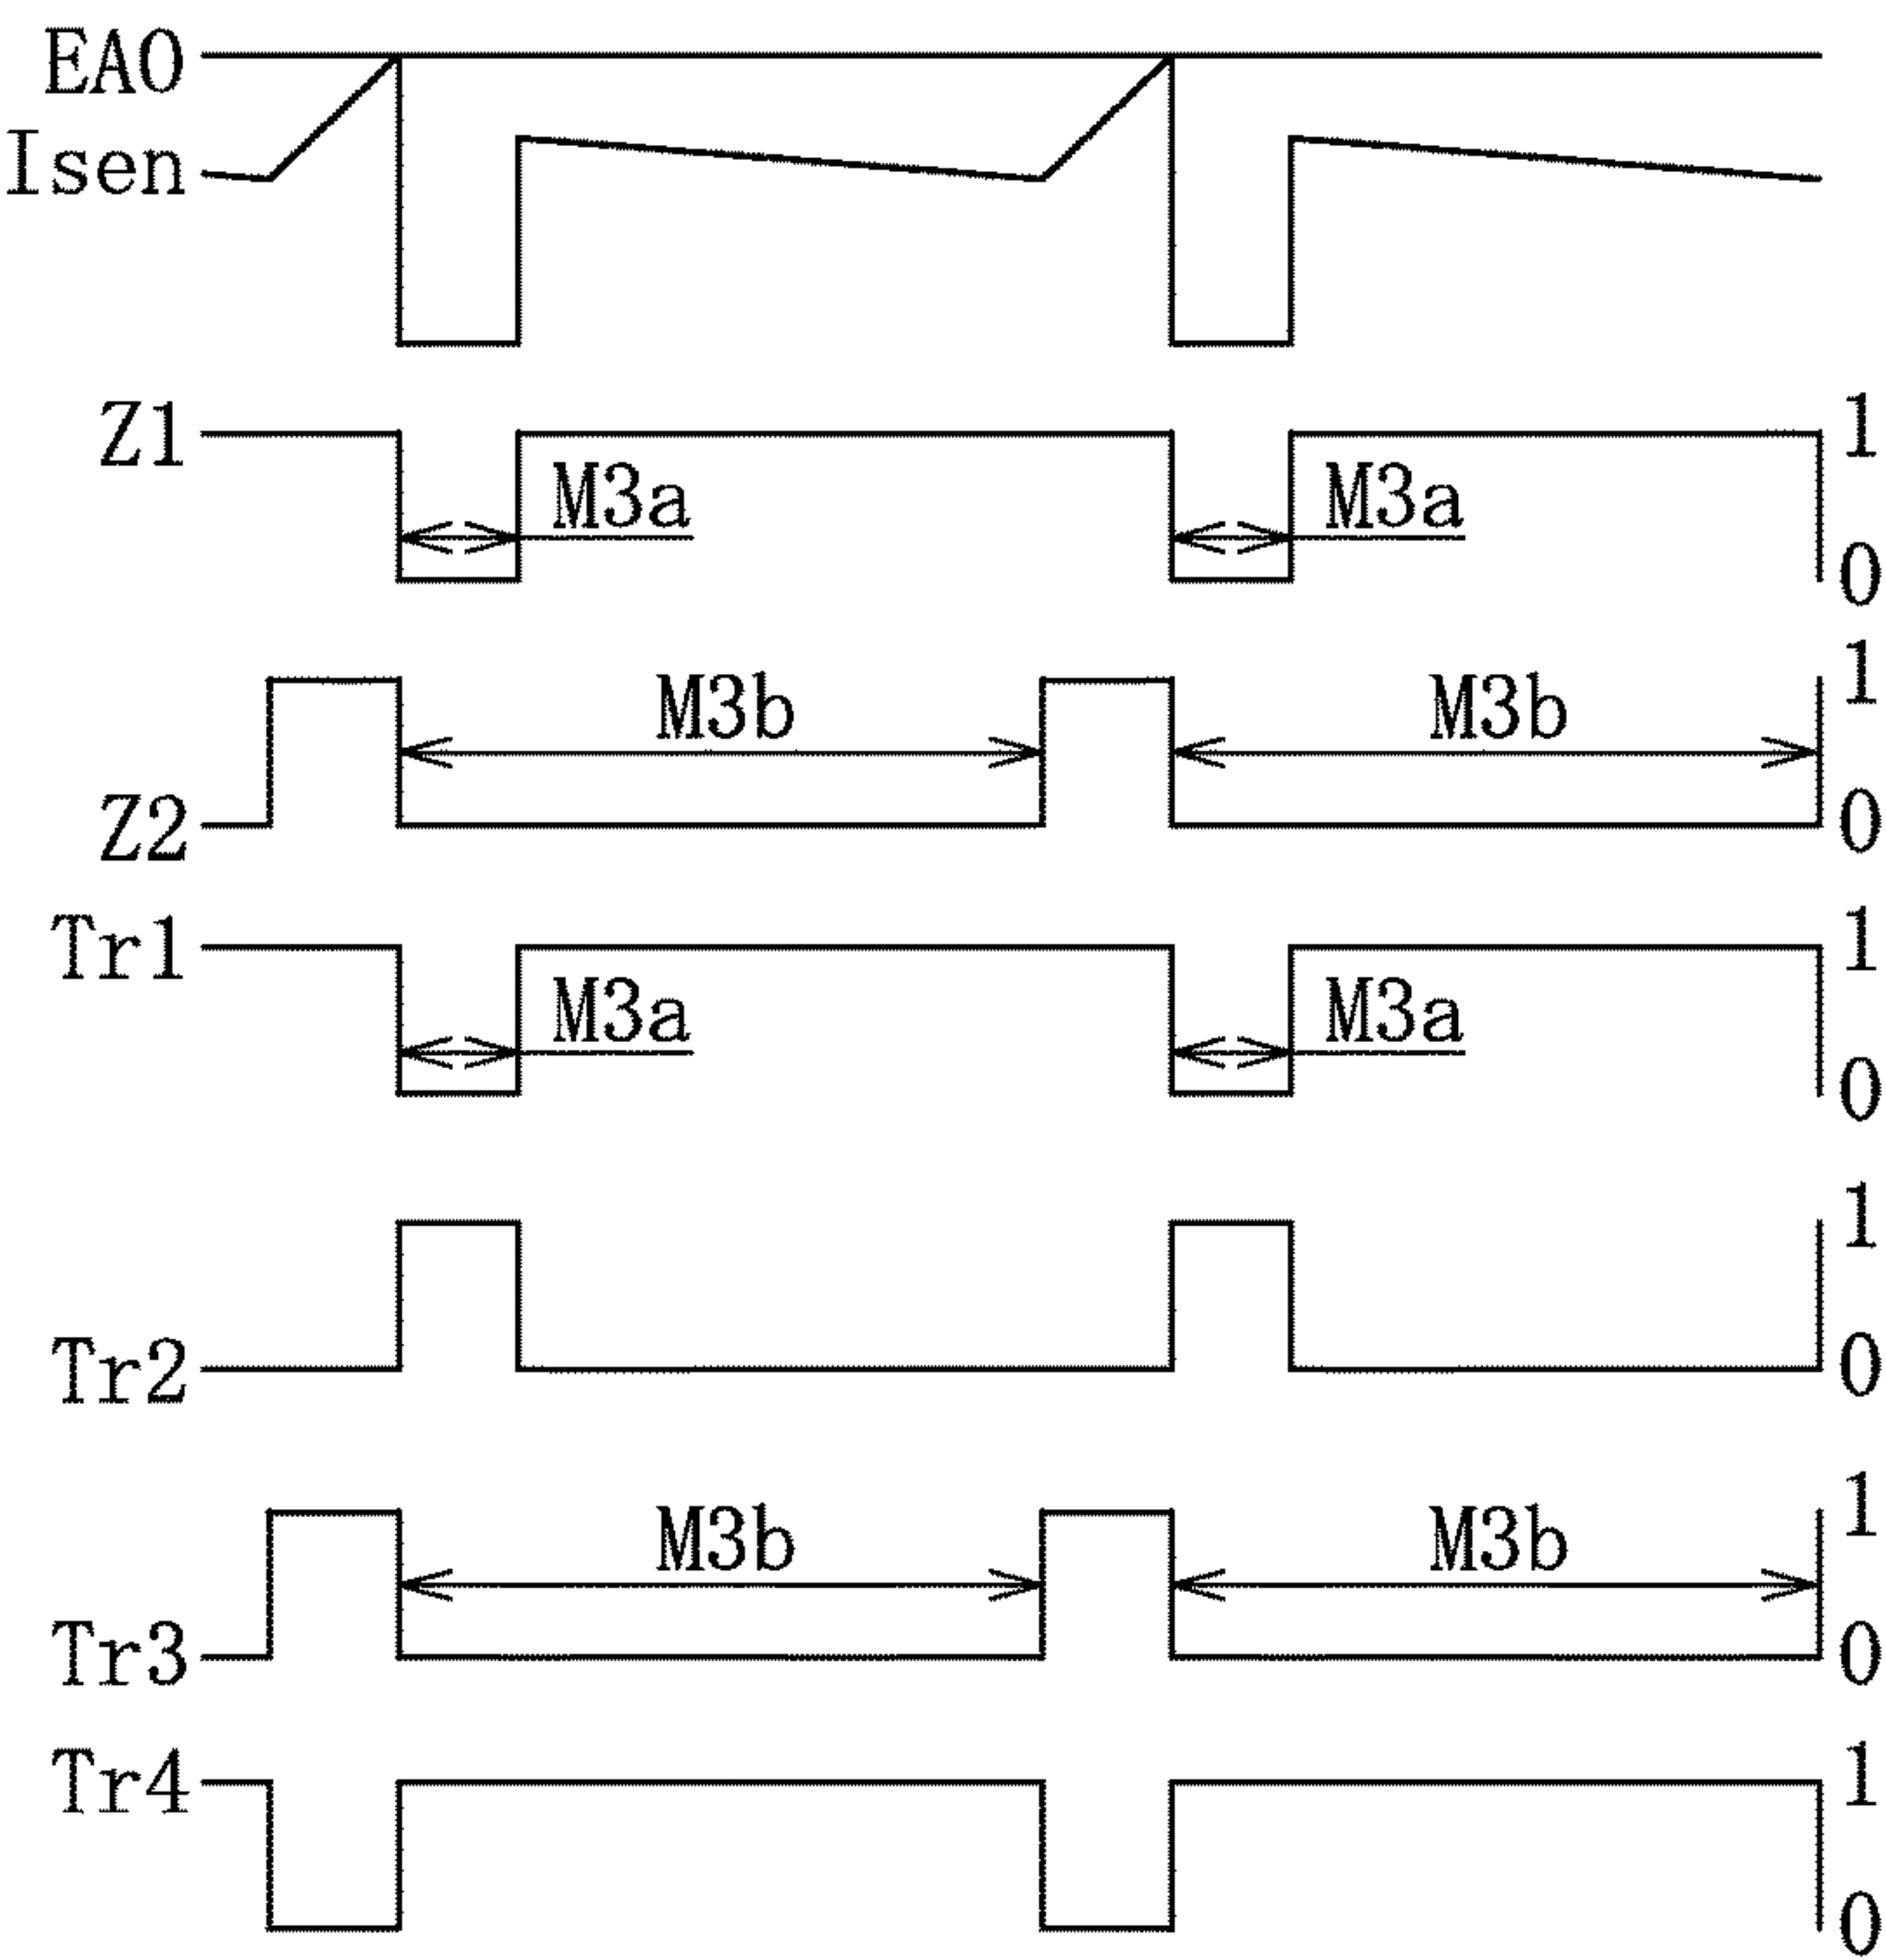 EAO
Isen
Z1 1
M3a M3a
0
1
M3b M3b
Z2 0
Tr1 1
M3a M3a
0
1
Tr2 0
1
M3b M3b
Tr3 0
Tr4 1
0